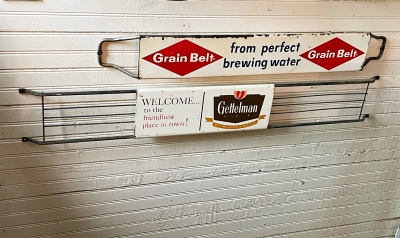 Grain Belt
from perfect
brewing water
Grain Belt
WELCOME...
to the
friendliest
place in town!
Gettelman